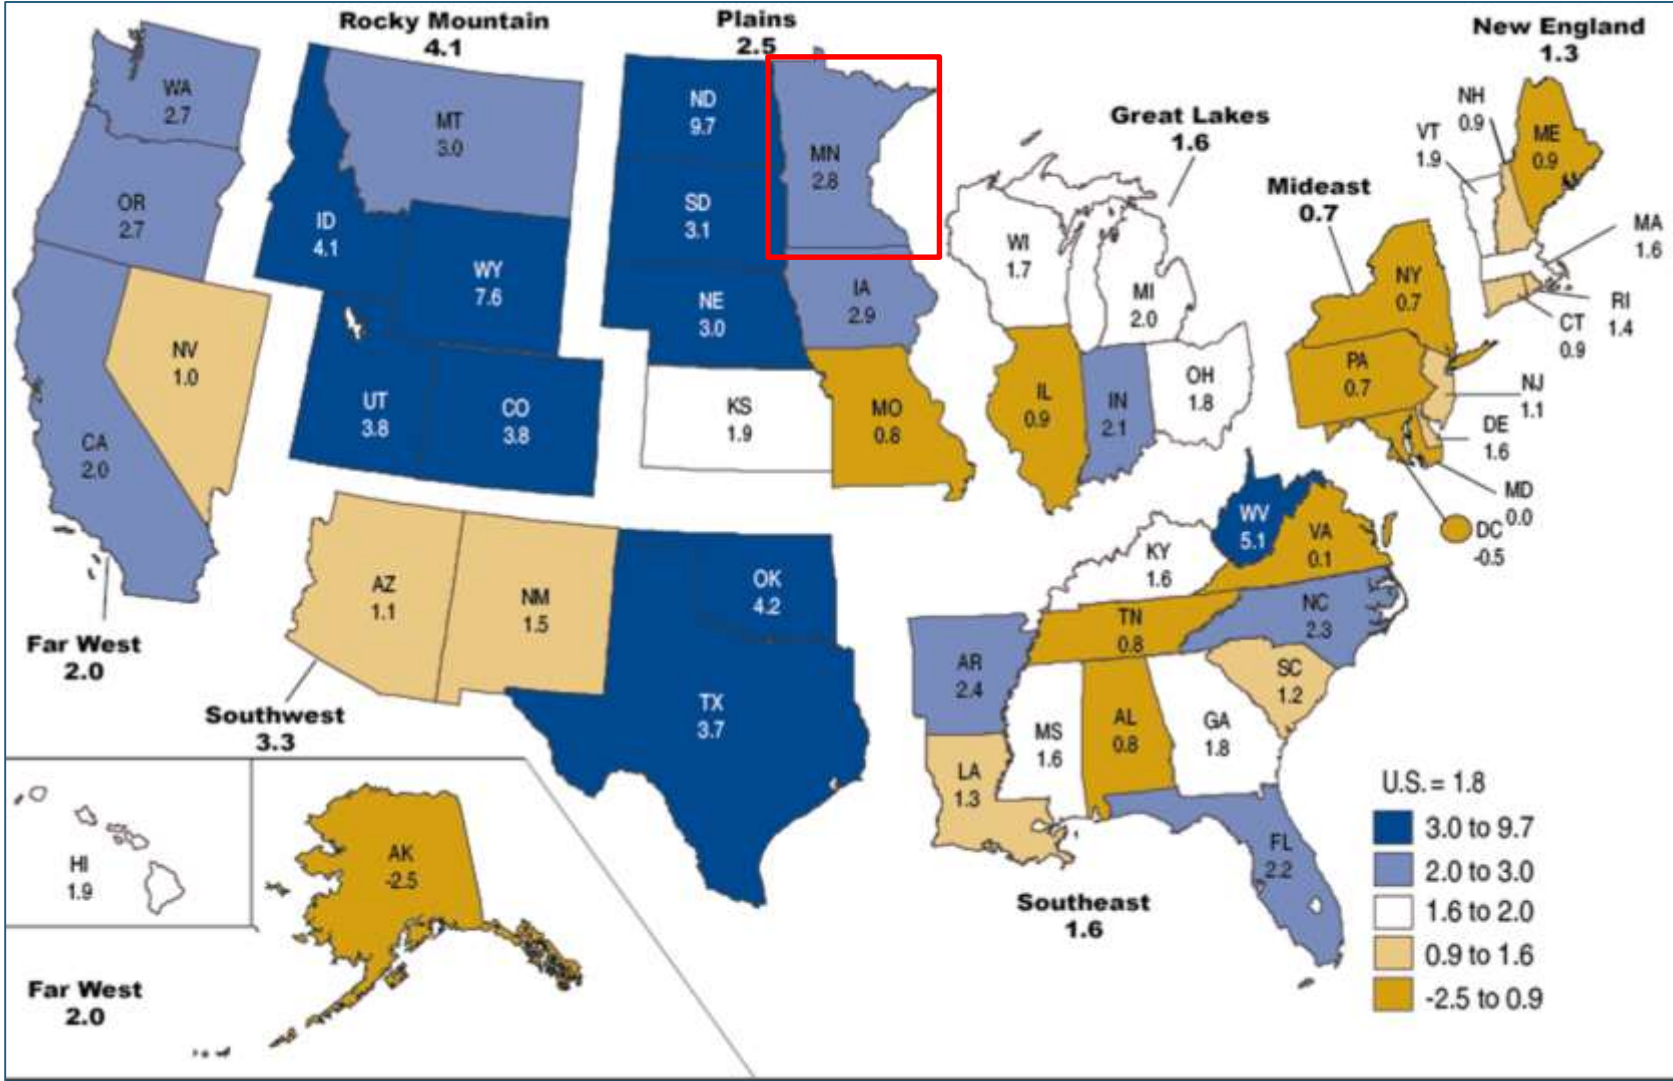 Rocky Mountain
4.1
Plains
2.5
New England
1.3
Great Lakes
1.6
Mideast
0.7
WA
2.7
OR
2.7
CA
2.0
NV
1.0
MT
3.0
ID
4.1
WY
7.6
UT
3.8
CO
3.8
ND
9.7
SD
3.1
NE
3.0
KS
1.9
MN
2.8
IA
2.9
MO
0.8
WI
1.7
MI
2.0
IL
0.9
IN
2.1
OH
1.8
NH
0.9
VT
1.9
ME
0.9
MA
1.6
RI
1.4
CT
0.9
NY
0.7
PA
0.7
NJ
1.1
DE
1.6
MD
0.0
DC
-0.5
WV
5.1
VA
0.1
KY
1.6
TN
0.8
NC
2.3
SC
1.2
AR
2.4
LA
1.3
MS
1.6
AL
0.8
GA
1.8
FL
2.2
Southeast
1.6
AZ
1.1
NM
1.5
OK
4.2
TX
3.7
Far West
2.0
Southwest
3.3
HI
1.9
AK
-2.5
Far West
2.0
U.S. = 1.8
3.0 to 9.7
2.0 to 3.0
1.6 to 2.0
0.9 to 1.6
-2.5 to 0.9